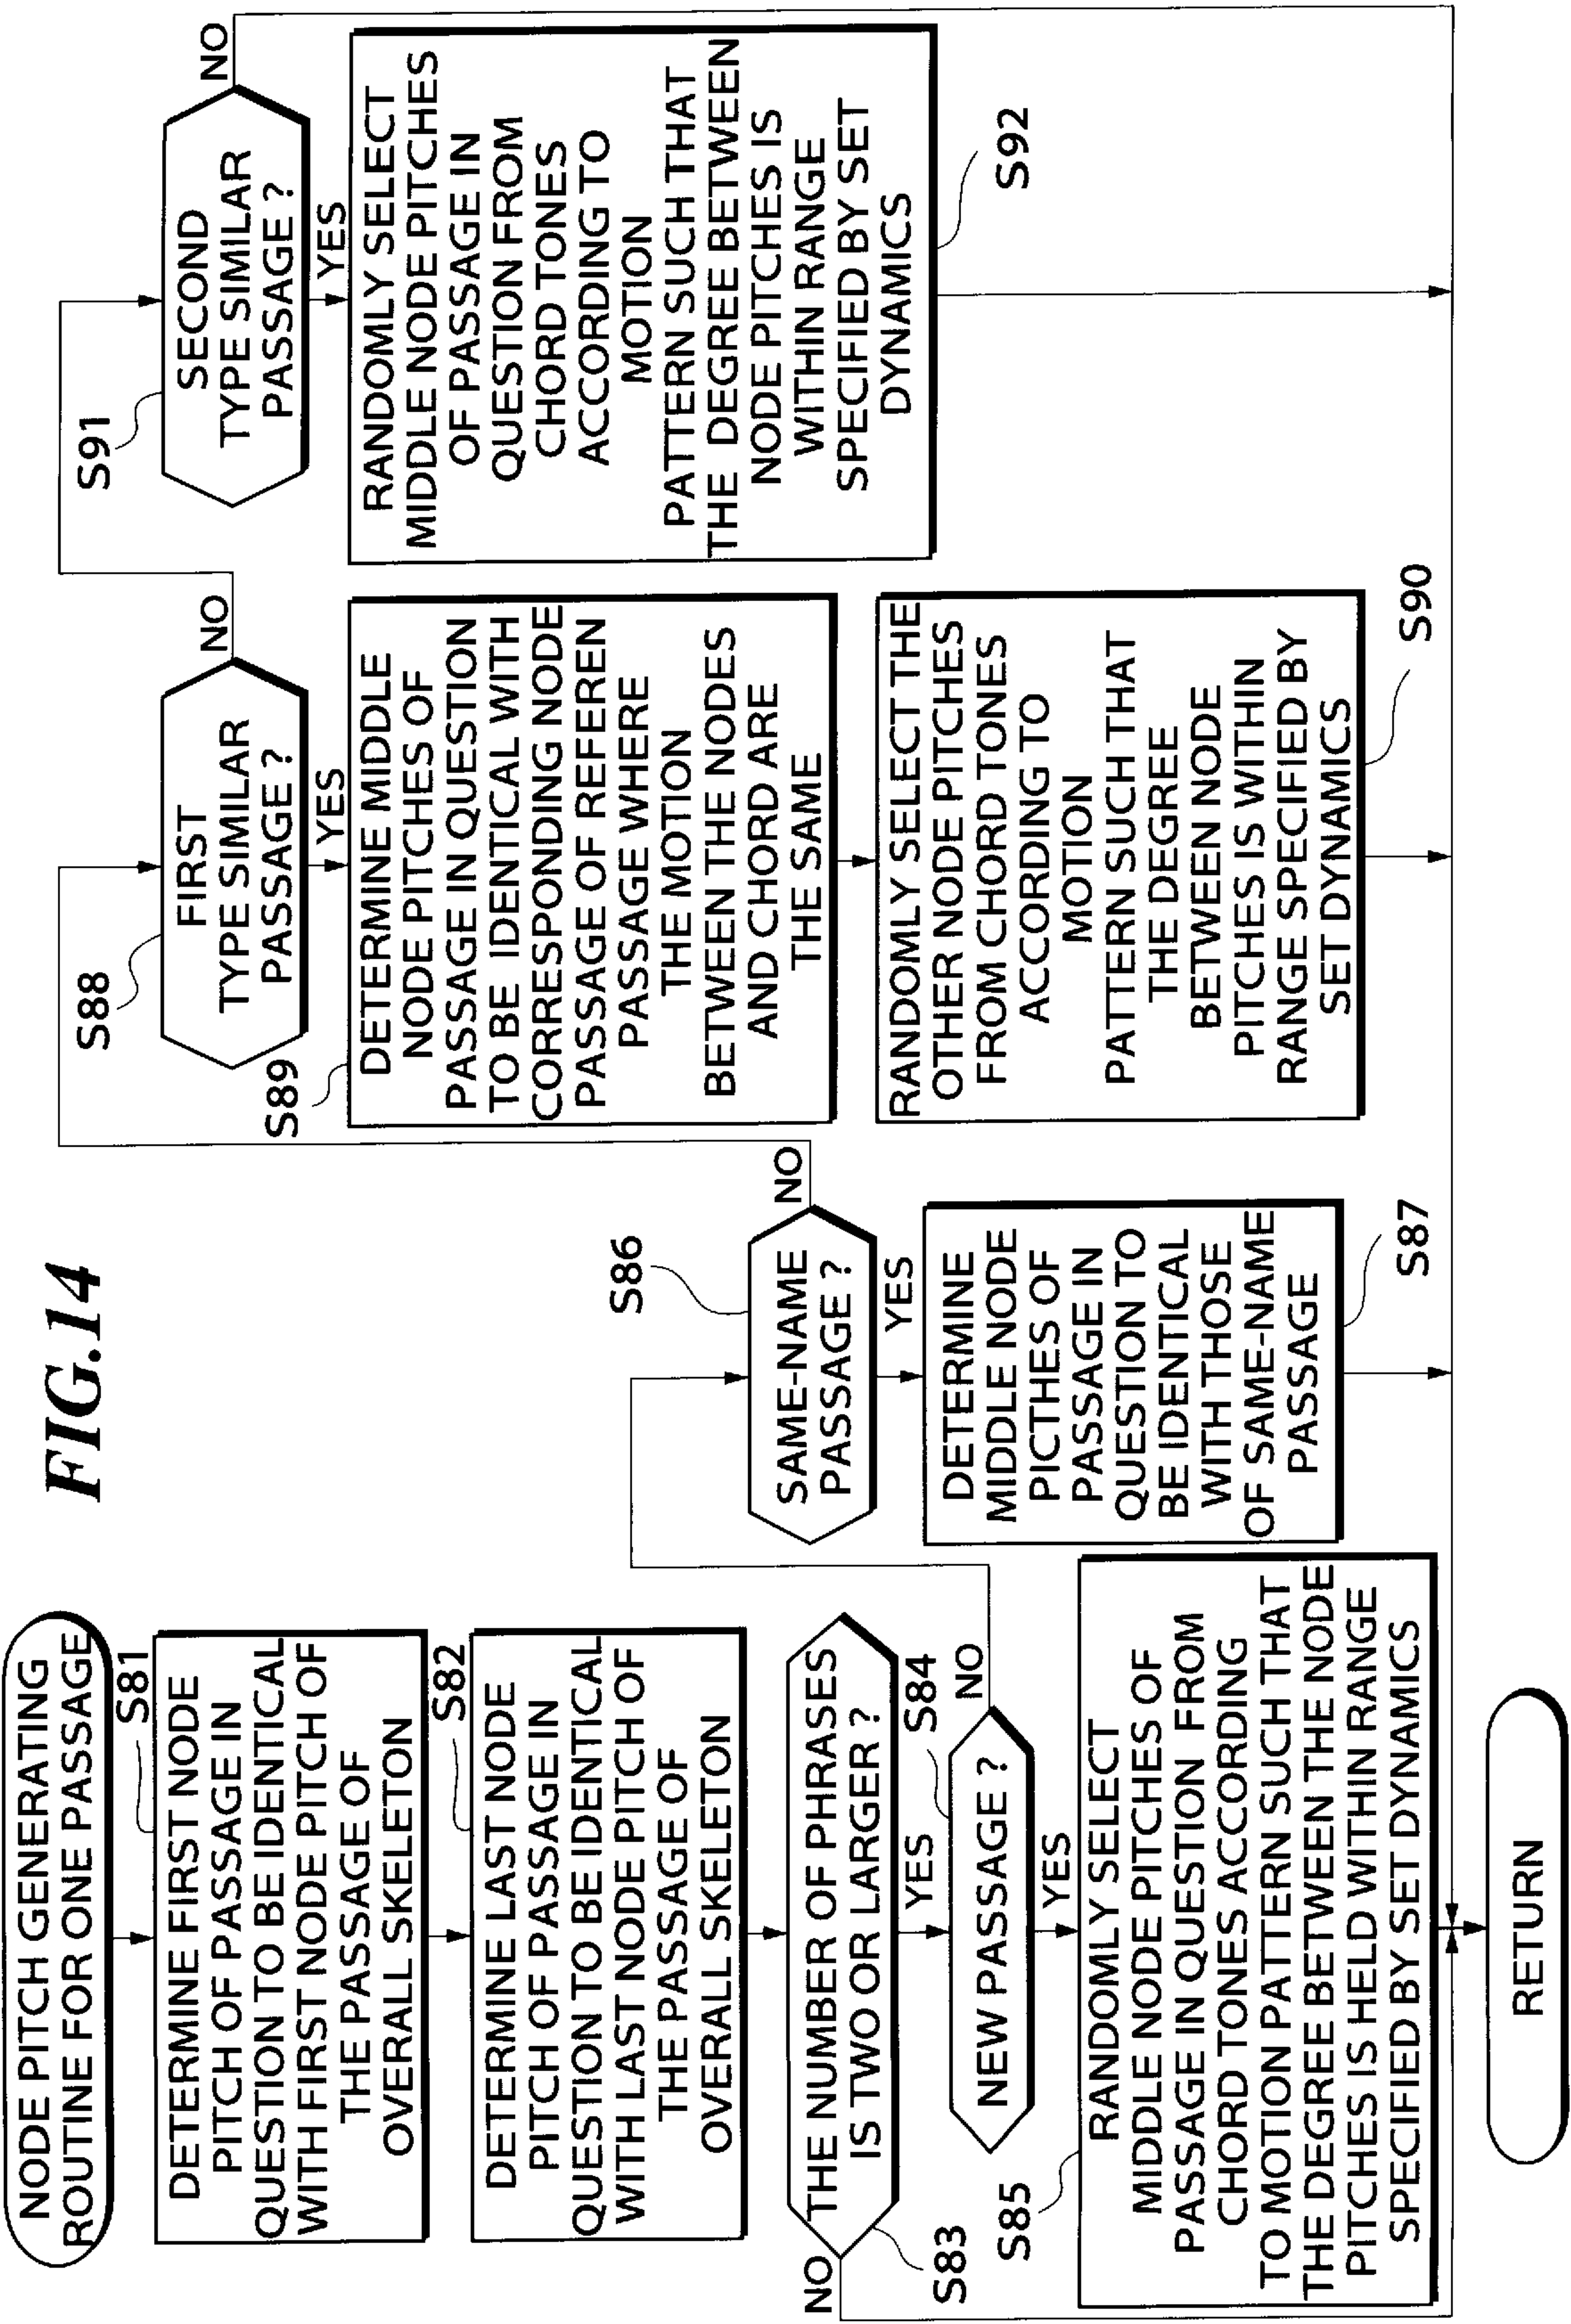 FIG.14
NODE PITCH GENERATING
ROUTINE FOR ONE PASSAGE
S81
DETERMINE FIRST NODE
PITCH OF PASSAGE IN
QUESTION TO BE IDENTICAL
WITH FIRST NODE PITCH OF
THE PASSAGE OF
OVERALL SKELETON
S82
DETERMINE LAST NODE
PITCH OF PASSAGE IN
QUESTION TO BE IDENTICAL
WITH LAST NODE PITCH OF
THE PASSAGE OF
OVERALL SKELETON
S83
THE NUMBER OF PHRASES
IS TWO OR LARGER ?
NO
YES
S84
NEW PASSAGE ?
NO
YES
S85
RANDOMLY SELECT
MIDDLE NODE PITCHES OF
PASSAGE IN QUESTION FROM
CHORD TONES ACCORDING
TO MOTION PATTERN SUCH THAT
THE DEGREE BETWEEN THE NODE
PITCHES IS HELD WITHIN RANGE
SPECIFIED BY SET DYNAMICS
RETURN
S86
SAME-NAME
PASSAGE ?
NO
YES
DETERMINE
MIDDLE NODE
PICTHES OF
PASSAGE IN
QUESTION TO
BE IDENTICAL
WITH THOSE
OF SAME-NAME
PASSAGE
S87
S88
FIRST
TYPE SIMILAR
PASSAGE ?
NO
YES
S89
DETERMINE MIDDLE
NODE PITCHES OF
PASSAGE IN QUESTION
TO BE IDENTICAL WITH
CORRESPONDING NODE
PASSAGE OF REFEREN
PASSAGE WHERE
THE MOTION
BETWEEN THE NODES
AND CHORD ARE
THE SAME
RANDOMLY SELECT THE
OTHER NODE PITCHES
FROM CHORD TONES
ACCORDING TO
MOTION
PATTERN SUCH THAT
THE DEGREE
BETWEEN NODE
PITCHES IS WITHIN
RANGE SPECIFIED BY
SET DYNAMICS
S90
S91
SECOND
TYPE SIMILAR
PASSAGE ?
NO
YES
RANDOMLY SELECT
MIDDLE NODE PITCHES
OF PASSAGE IN
QUESTION FROM
CHORD TONES
ACCORDING TO
MOTION
PATTERN SUCH THAT
THE DEGREE BETWEEN
NODE PITCHES IS
WITHIN RANGE
SPECIFIED BY SET
DYNAMICS
S92